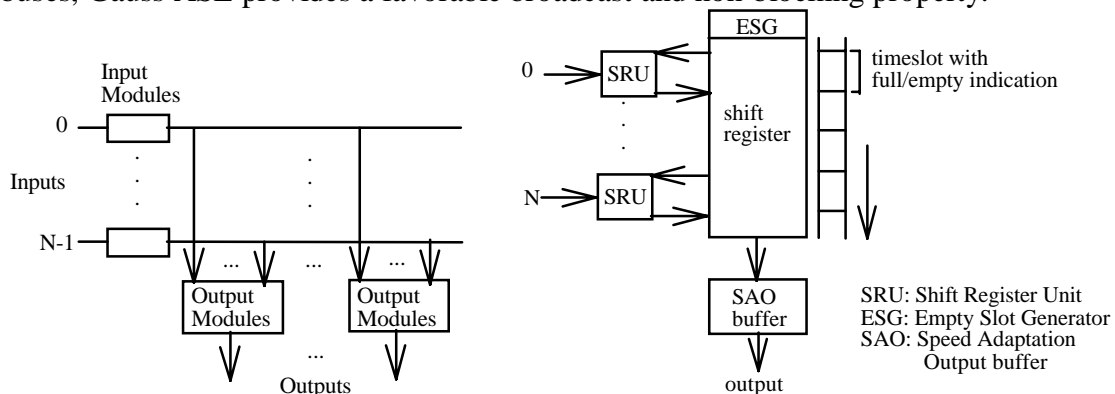 buses, Gauss ASE provides a favorable broadcast and non-blocking property.
Input
Modules
0
Inputs
N-1
...
...
...
Output
Modules
Output
Modules
...
Outputs
ESG
0
SRU
shift
register
N
SRU
timeslot with
full/empty indication
SAO
buffer
output
SRU: Shift Register Unit
ESG: Empty Slot Generator
SAO: Speed Adaptation
Output buffer